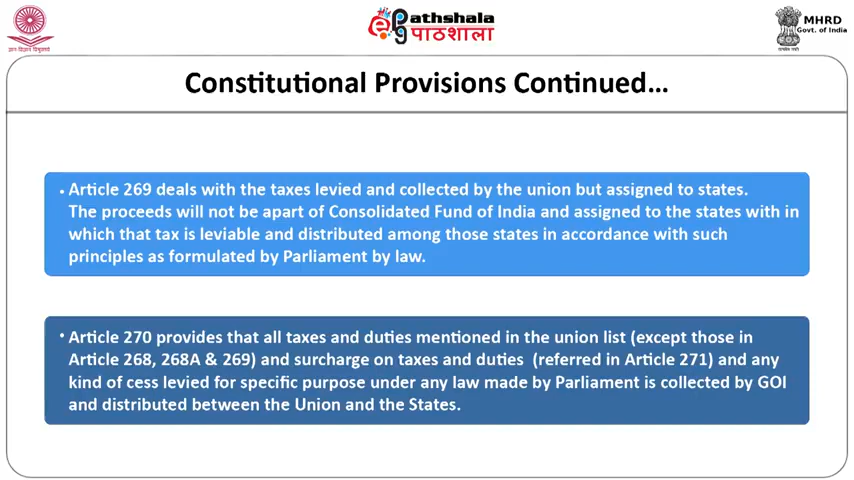 ज्ञान-विज्ञान विमुक्तये
Pathshala
पाठशाला
MHRD
Govt. of India
सत्यमेव जयते
Constitutional Provisions Continued…
• Article 269 deals with the taxes levied and collected by the union but assigned to states.
The proceeds will not be apart of Consolidated Fund of India and assigned to the states with in
which that tax is leviable and distributed among those states in accordance with such
principles as formulated by Parliament by law.
• Article 270 provides that all taxes and duties mentioned in the union list (except those in
Article 268, 268A & 269) and surcharge on taxes and duties (referred in Article 271) and any
kind of cess levied for specific purpose under any law made by Parliament is collected by GOI
and distributed between the Union and the States.